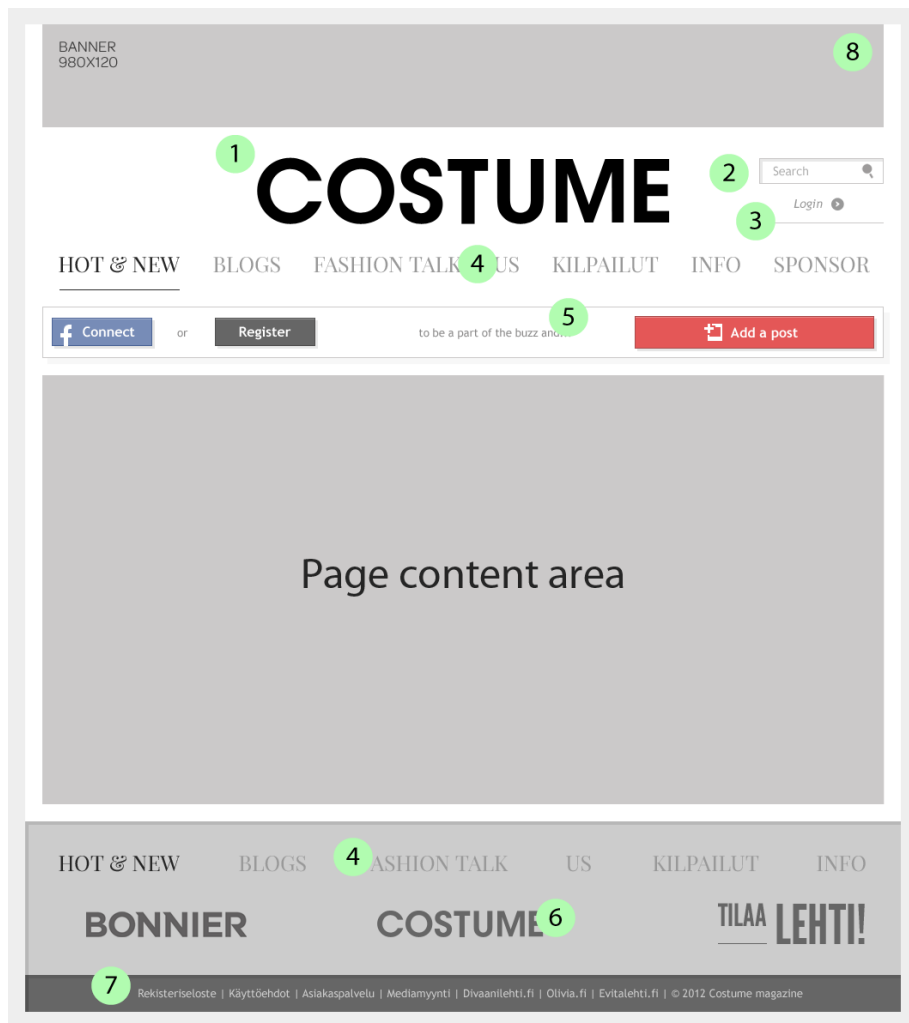 BANNER
980X120
8
1
COSTUME
2
Search
Login
3
HOT & NEW BLOGS FASHION TALK 4 US KILPAILUT INFO SPONSOR
5
f Connect or Register to be a part of the buzz and... Add a post
Page content area
HOT & NEW BLOGS 4 FASHION TALK US KILPAILUT INFO
BONNIER COSTUME 6 TILAA LEHTI!
7
Rekisteriseloste | Käyttöehdot | Asiakaspalvelu | Mediamyynti | Divaanilehti.fi | Olivia.fi | Evitalehti.fi | © 2012 Costume magazine